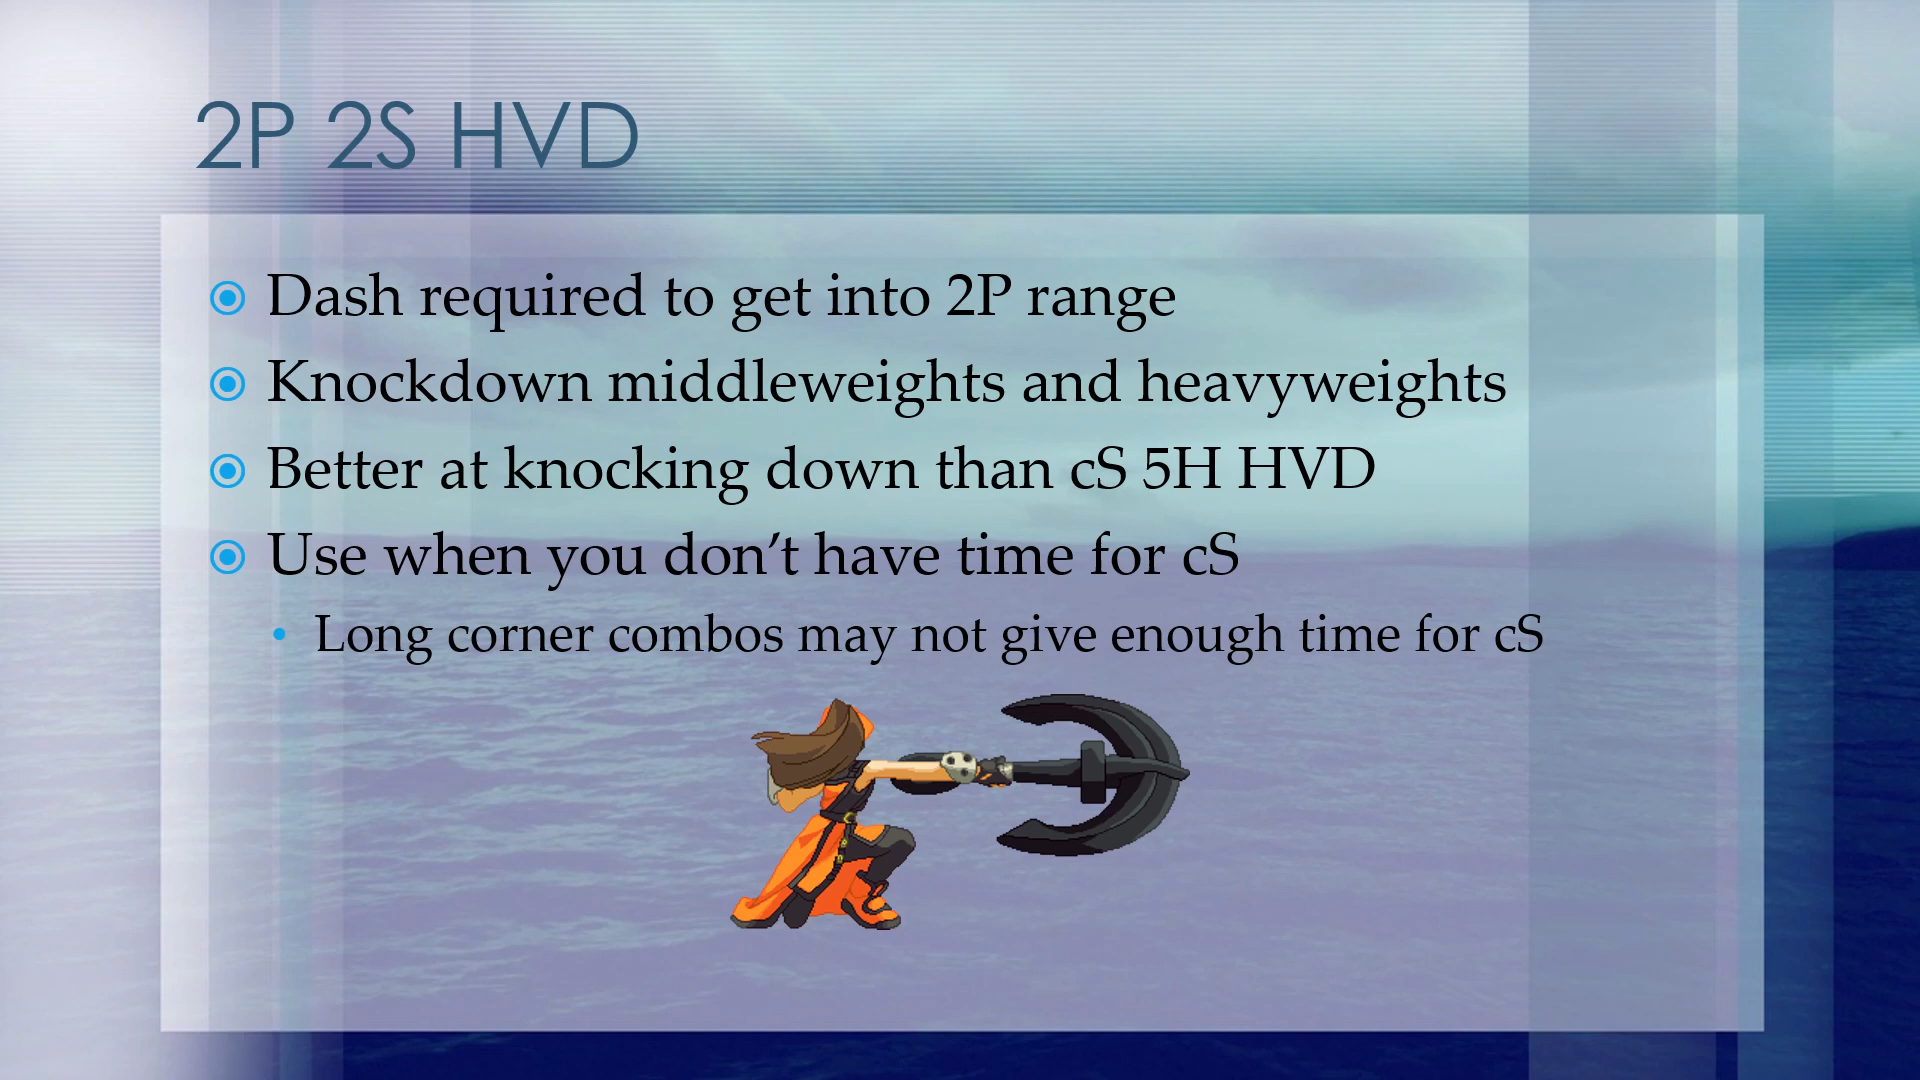 2P 2S HVD
Dash required to get into 2P range
Knockdown middleweights and heavyweights
Better at knocking down than cS 5H HVD
Use when you don’t have time for cS
Long corner combos may not give enough time for cS